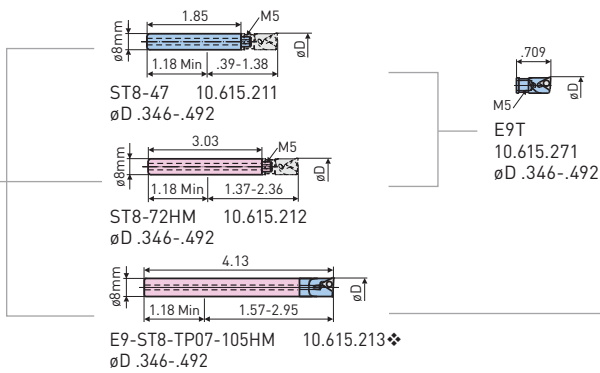 1.85
M5
ø8mm
øD
1.18 Min
.39-1.38
ST8-47 10.615.211
øD .346-.492
3.03
M5
ø8mm
øD
1.18 Min
1.37-2.36
ST8-72HM 10.615.212
øD .346-.492
4.13
ø8mm
øD
1.18 Min
1.57-2.95
E9-ST8-TP07-105HM 10.615.213❖
øD .346-.492
.709
M5
øD
E9T
10.615.271
øD .346-.492